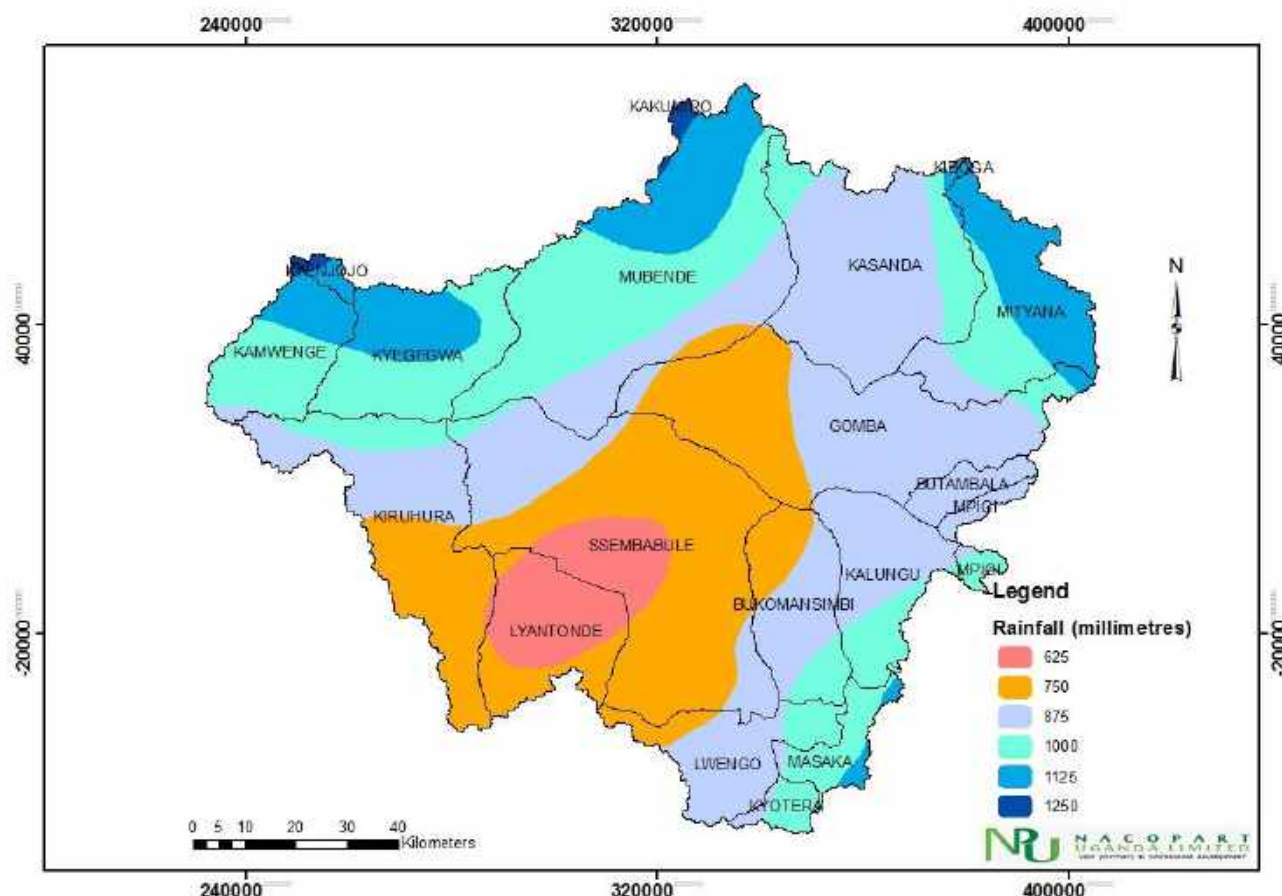 240000 320000 400000
KAKUMIRO
KIBOGA
KYENJOJO
KASANDA
MUBENDE
N
MITYANA
40000 40000
KAMWENGE
KYEGEGWA
GOMBA
BUTAMBALA
MPIGI
KIRUHURA
SSEMBABULE
KALUNGU
MPIGI
BUKOMANSIMBI
LYANTONDE
-20000 -20000
LWENGO
MASAKA
KYOTERA
Legend
Rainfall (millimetres)
625
750
875
1000
1125
1250
0 5 10 20 30 40
Kilometers
NPU NACOPART
UGANDA LIMITED
240000 320000 400000